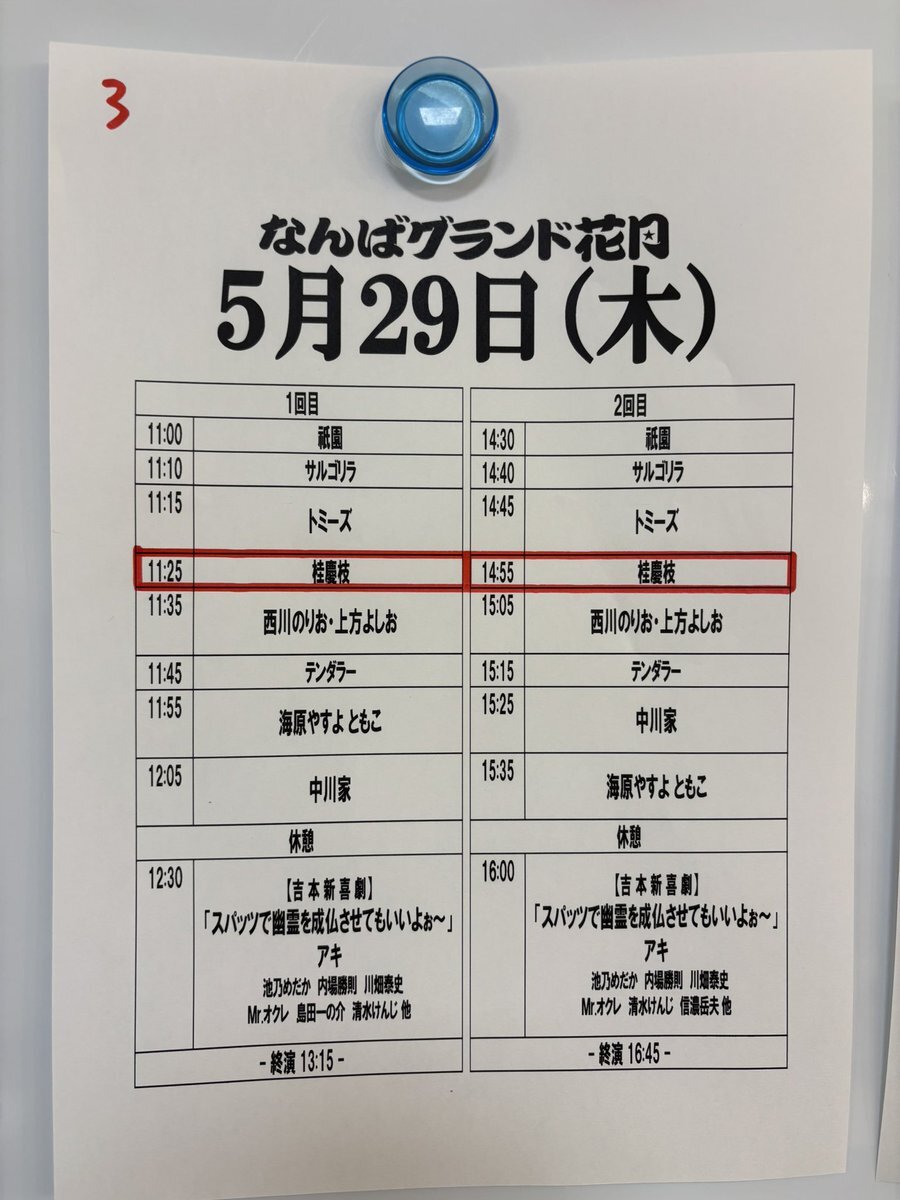 3
なんばグランド花月
5月29日(木)
1回目
11:00 祇園
11:10 サルゴリラ
11:15 トミーズ
11:25 桂慶枝
11:35 西川のりお・上方よしお
11:45 テンダラー
11:55 海原やすよ ともこ
12:05 中川家
休憩
12:30 【吉本新喜劇】
「スパッツで幽霊を成仏させてもいいよぉ~」
アキ
池乃めだか 内場勝則 川畑泰史
Mr.オクレ 島田一の介 清水けんじ 他
- 終演 13:15 -
2回目
14:30 祇園
14:40 サルゴリラ
14:45 トミーズ
14:55 桂慶枝
15:05 西川のりお・上方よしお
15:15 テンダラー
15:25 中川家
15:35 海原やすよ ともこ
休憩
16:00 【吉本新喜劇】
「スパッツで幽霊を成仏させてもいいよぉ~」
アキ
池乃めだか 内場勝則 川畑泰史
Mr.オクレ 清水けんじ 信濃岳夫 他
- 終演 16:45 -